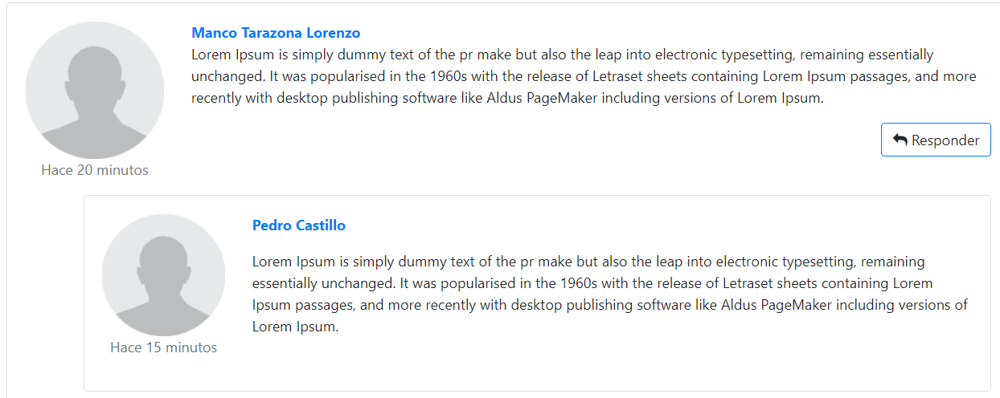 Manco Tarazona Lorenzo
Lorem Ipsum is simply dummy text of the pr make but also the leap into electronic typesetting, remaining essentially
unchanged. It was popularised in the 1960s with the release of Letraset sheets containing Lorem Ipsum passages, and more
recently with desktop publishing software like Aldus PageMaker including versions of Lorem Ipsum.
Responder
Hace 20 minutos
Pedro Castillo
Lorem Ipsum is simply dummy text of the pr make but also the leap into electronic typesetting, remaining
essentially unchanged. It was popularised in the 1960s with the release of Letraset sheets containing Lorem
Ipsum passages, and more recently with desktop publishing software like Aldus PageMaker including versions of
Lorem Ipsum.
Hace 15 minutos